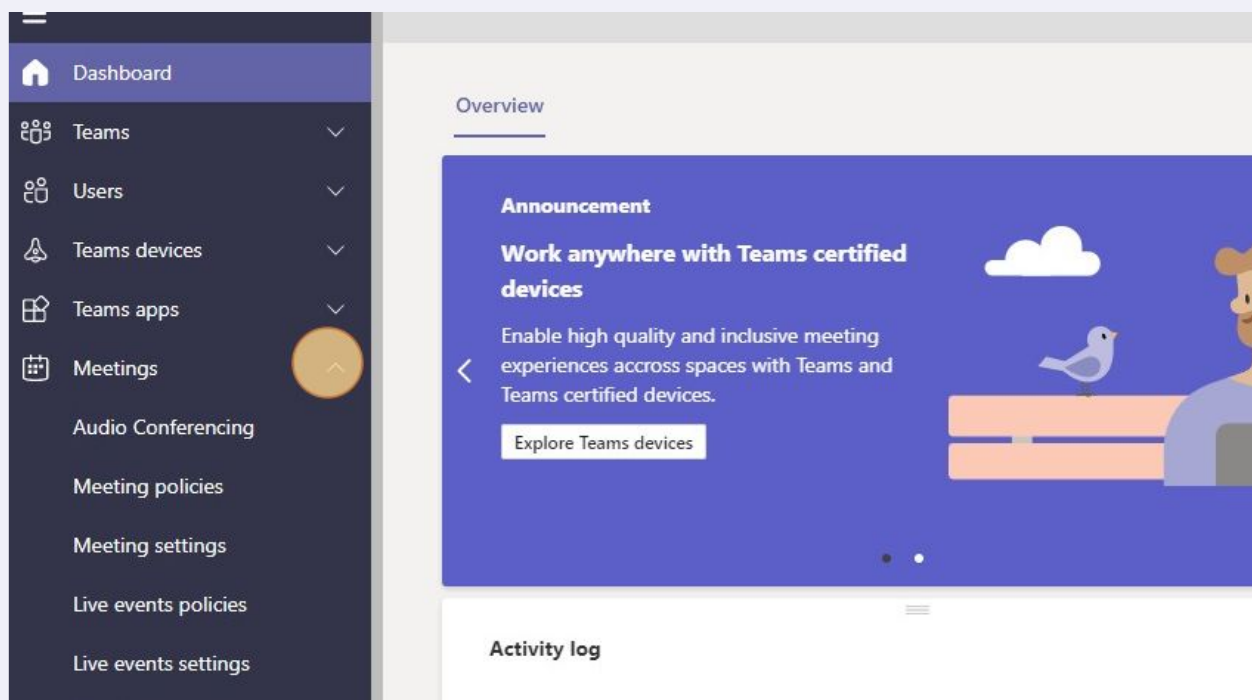 Dashboard
Teams
Users
Teams devices
Teams apps
Meetings
Audio Conferencing
Meeting policies
Meeting settings
Live events policies
Live events settings
Overview
Announcement
Work anywhere with Teams certified
devices
Enable high quality and inclusive meeting
experiences accross spaces with Teams and
Teams certified devices.
Explore Teams devices
Activity log